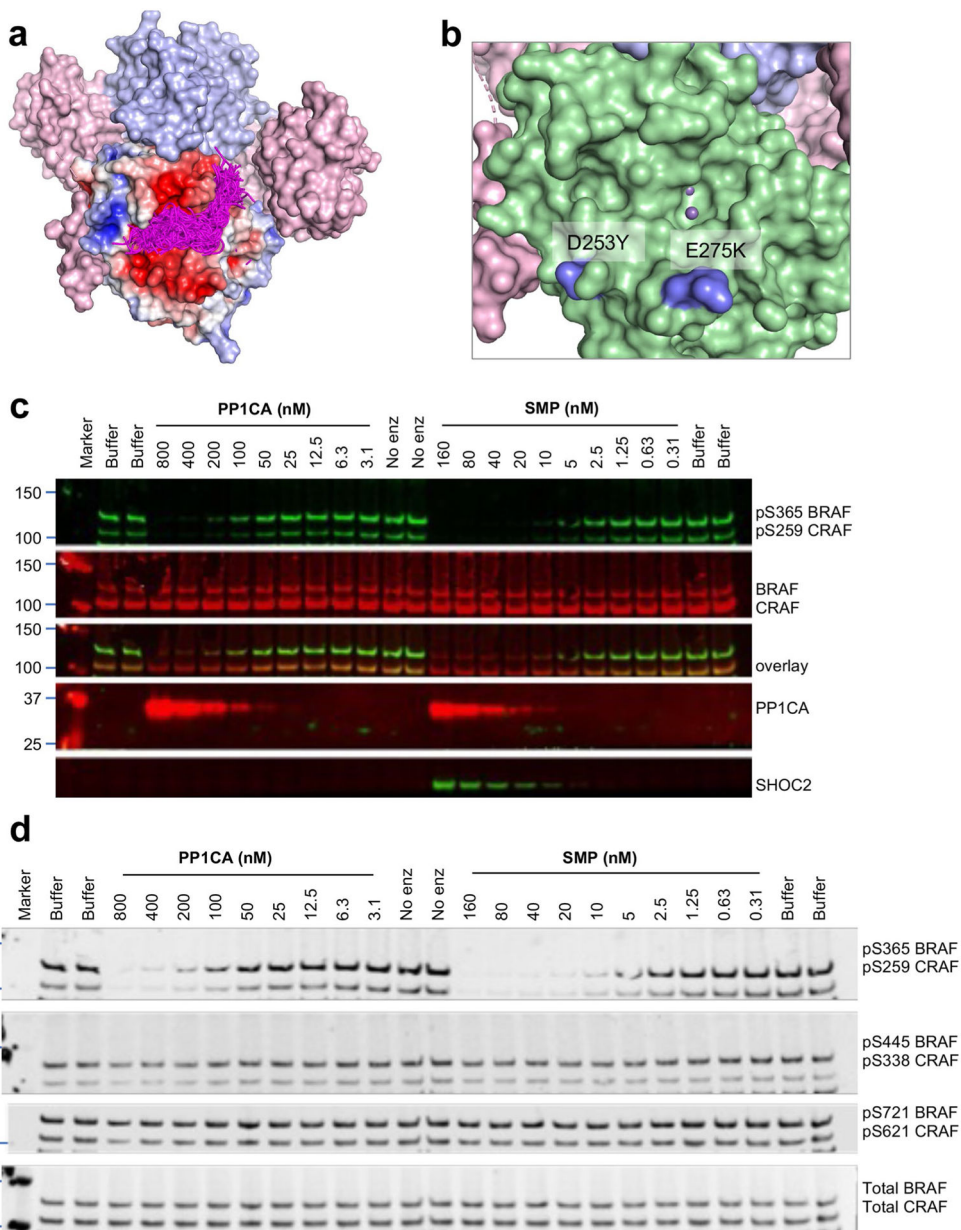 a
b
D253Y
E275K
c
PP1CA (nM)
SMP (nM)
Marker
Buffer
Buffer
800
400
200
100
50
25
12.5
6.3
3.1
No enz
No enz
160
80
40
20
10
5
2.5
1.25
0.63
0.31
Buffer
Buffer
150
100
pS365 BRAF
pS259 CRAF
150
100
BRAF
CRAF
150
100
overlay
37
25
PP1CA
SHOC2
d
PP1CA (nM)
SMP (nM)
Marker
Buffer
Buffer
800
400
200
100
50
25
12.5
6.3
3.1
No enz
No enz
160
80
40
20
10
5
2.5
1.25
0.63
0.31
Buffer
Buffer
pS365 BRAF
pS259 CRAF
pS445 BRAF
pS338 CRAF
pS721 BRAF
pS621 CRAF
Total BRAF
Total CRAF